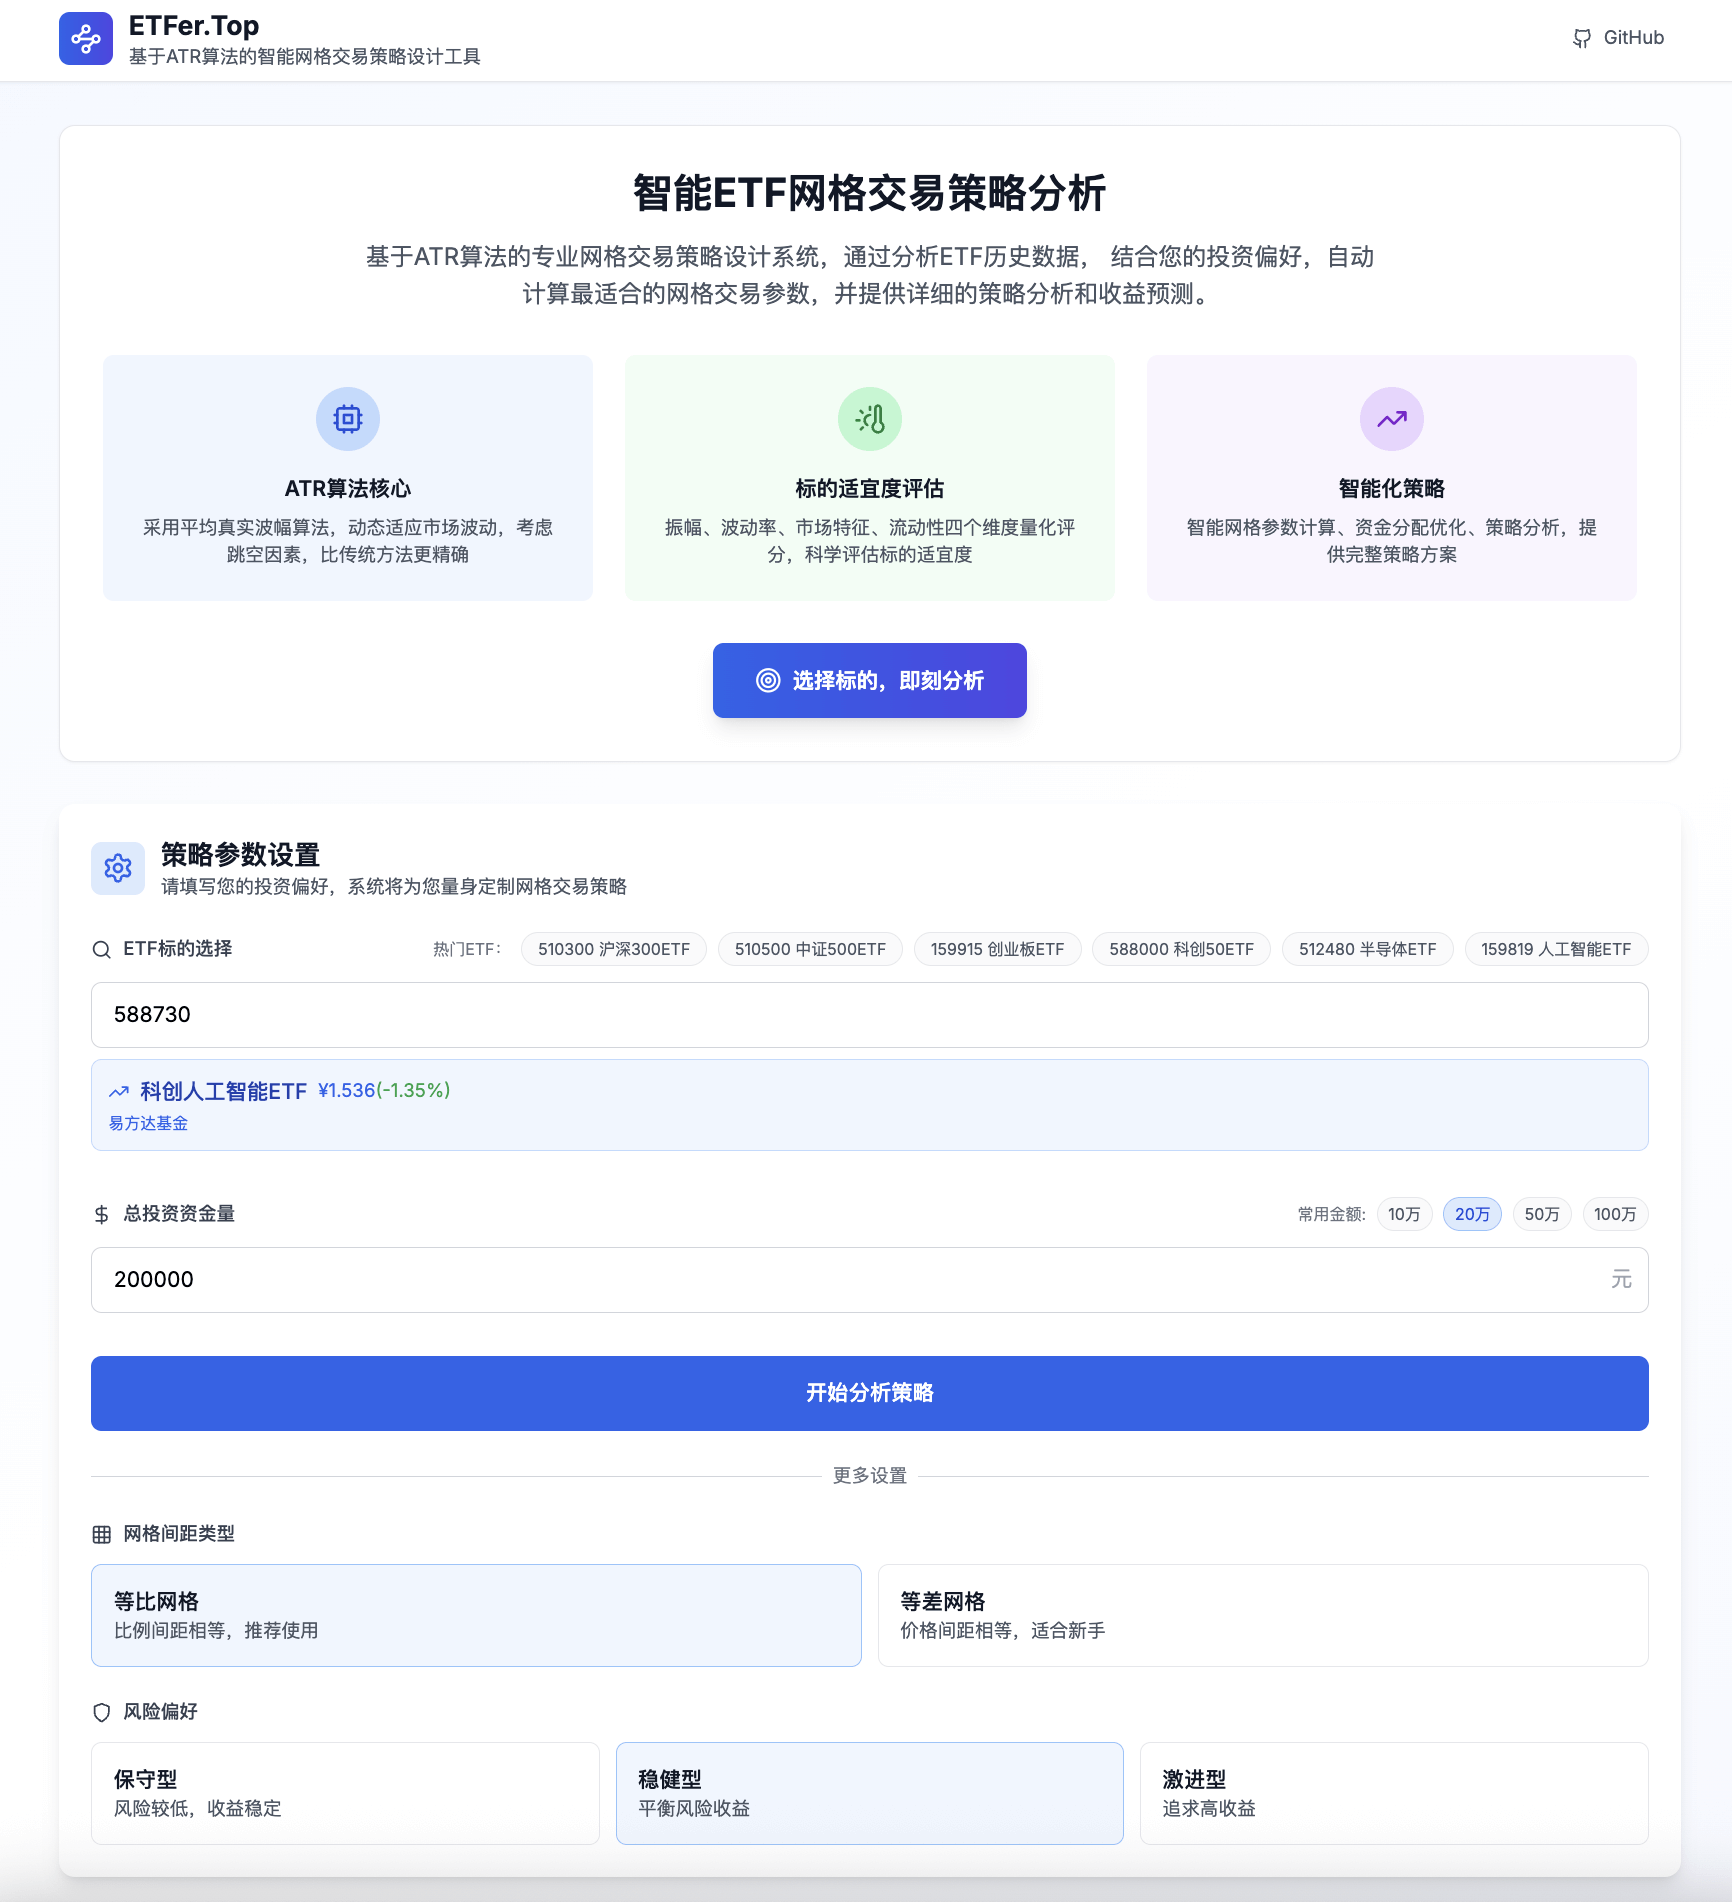 ETFer.Top
基于ATR算法的智能网格交易策略设计工具
GitHub
智能ETF网格交易策略分析
基于ATR算法的专业网格交易策略设计系统，通过分析ETF历史数据， 结合您的投资偏好，自动
计算最适合的网格交易参数，并提供详细的策略分析和收益预测。
ATR算法核心
采用平均真实波幅算法，动态适应市场波动，考虑
跳空因素，比传统方法更精确
标的适宜度评估
振幅、波动率、市场特征、流动性四个维度量化评
分，科学评估标的适宜度
智能化策略
智能网格参数计算、资金分配优化、策略分析，提
供完整策略方案
选择标的，即刻分析
策略参数设置
请填写您的投资偏好，系统将为您量身定制网格交易策略
ETF标的选择
热门ETF：
510300 沪深300ETF
510500 中证500ETF
159915 创业板ETF
588000 科创50ETF
512480 半导体ETF
159819 人工智能ETF
588730
科创人工智能ETF ¥1.536(-1.35%)
易方达基金
总投资资金量
常用金额:
10万
20万
50万
100万
200000
元
开始分析策略
更多设置
网格间距类型
等比网格
比例间距相等，推荐使用
等差网格
价格间距相等，适合新手
风险偏好
保守型
风险较低，收益稳定
稳健型
平衡风险收益
激进型
追求高收益